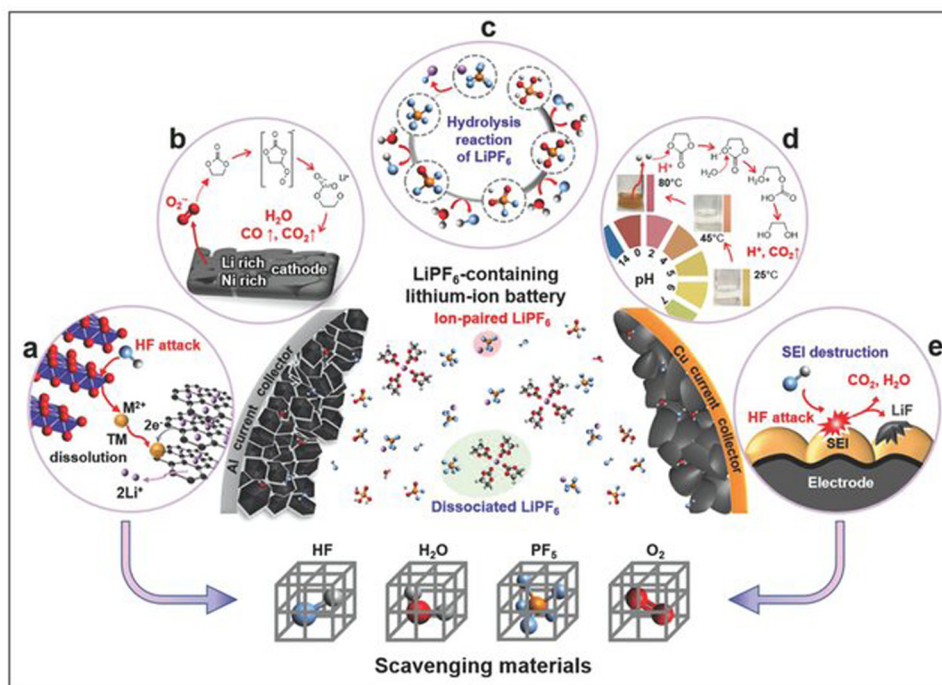 c
Hydrolysis
reaction
of LiPF₆
b
O₂·⁻
Li⁺
H₂O
CO ↑, CO₂↑
Li rich
Ni rich
cathode
d
H⁺
H₂O
80°C
45°C
25°C
14 0 2 4 5 6 7
pH
HO
OH
H⁺, CO₂↑
LiPF₆-containing
lithium-ion battery
Ion-paired LiPF₆
Dissociated LiPF₆
Al current collector
Cu current collector
a
HF attack
M²⁺
TM
dissolution
2e⁻
2Li⁺
e
SEI destruction
CO₂, H₂O
HF attack
LiF
SEI
Electrode
HF
H₂O
PF₅
O₂
Scavenging materials